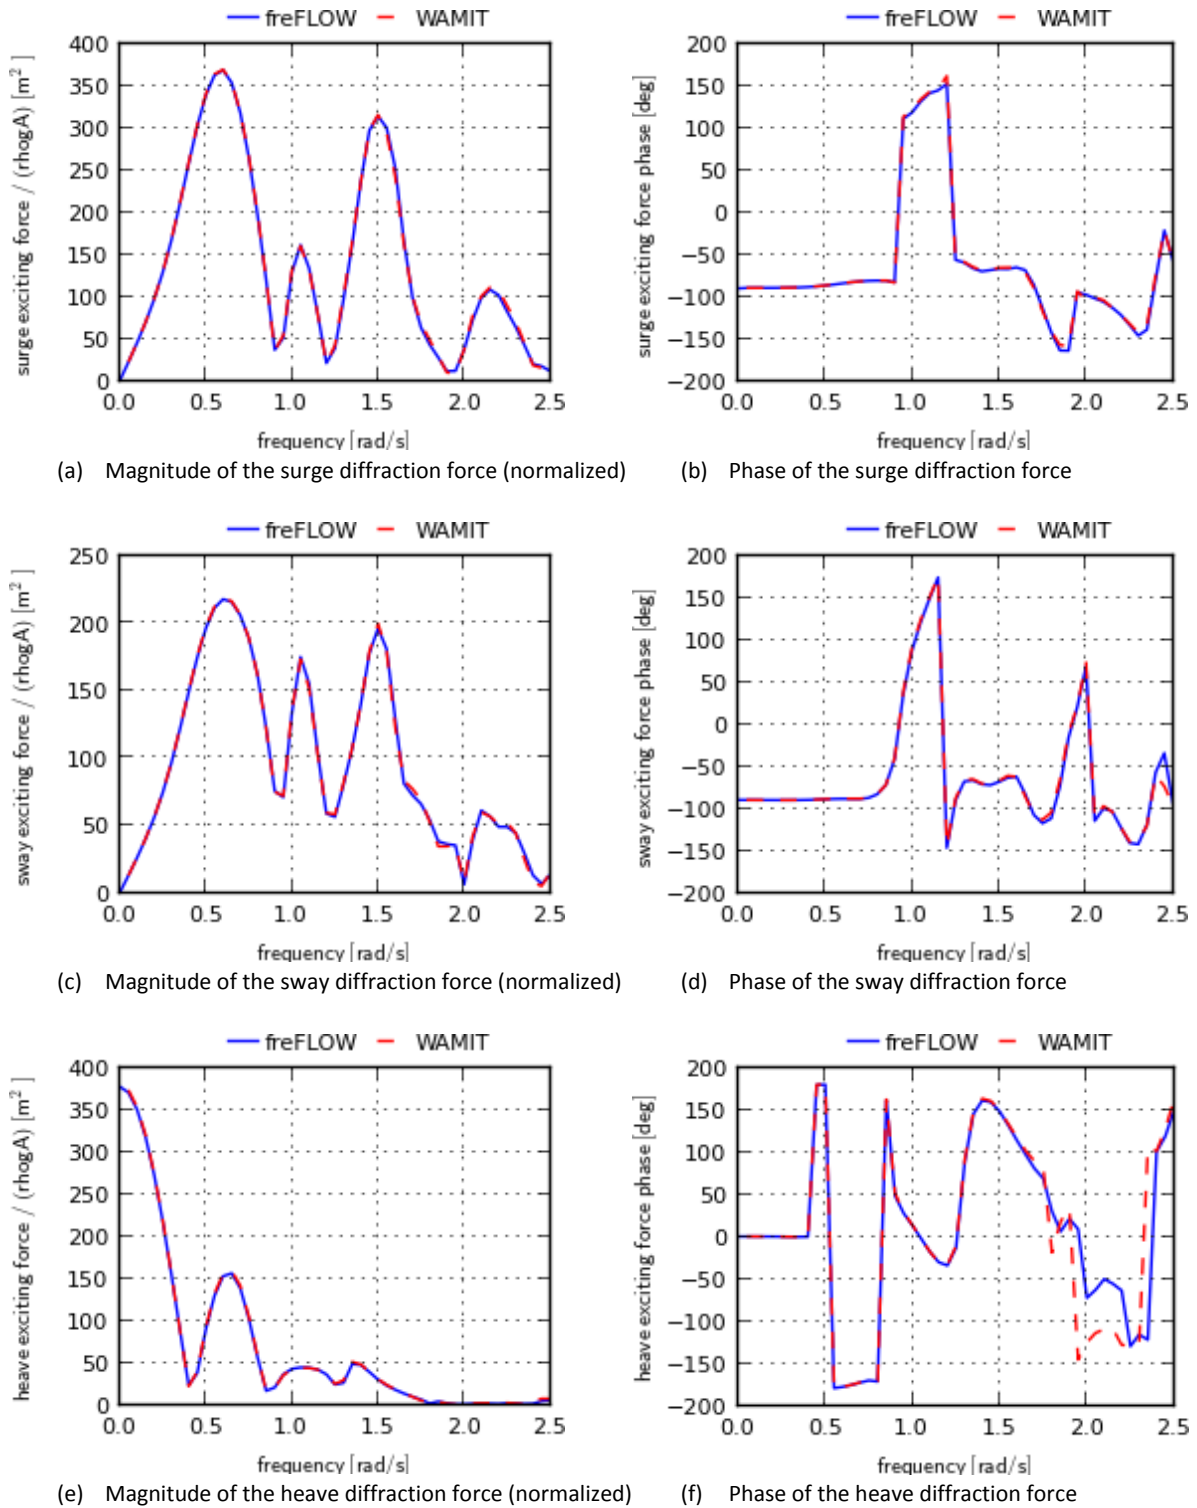 freFLOW WAMIT
surge exciting force / (rhogA) [m²]
400
350
300
250
200
150
100
50
0
0.0 0.5 1.0 1.5 2.0 2.5
frequency [rad/s]
(a) Magnitude of the surge diffraction force (normalized)
freFLOW WAMIT
surge exciting force phase [deg]
200
150
100
50
0
−50
−100
−150
−200
0.0 0.5 1.0 1.5 2.0 2.5
frequency [rad/s]
(b) Phase of the surge diffraction force
freFLOW WAMIT
sway exciting force / (rhogA) [m²]
250
200
150
100
50
0
0.0 0.5 1.0 1.5 2.0 2.5
frequency [rad/s]
(c) Magnitude of the sway diffraction force (normalized)
freFLOW WAMIT
sway exciting force phase [deg]
200
150
100
50
0
−50
−100
−150
−200
0.0 0.5 1.0 1.5 2.0 2.5
frequency [rad/s]
(d) Phase of the sway diffraction force
freFLOW WAMIT
heave exciting force / (rhogA) [m²]
400
350
300
250
200
150
100
50
0
0.0 0.5 1.0 1.5 2.0 2.5
frequency [rad/s]
(e) Magnitude of the heave diffraction force (normalized)
freFLOW WAMIT
heave exciting force phase [deg]
200
150
100
50
0
−50
−100
−150
−200
0.0 0.5 1.0 1.5 2.0 2.5
frequency [rad/s]
(f) Phase of the heave diffraction force